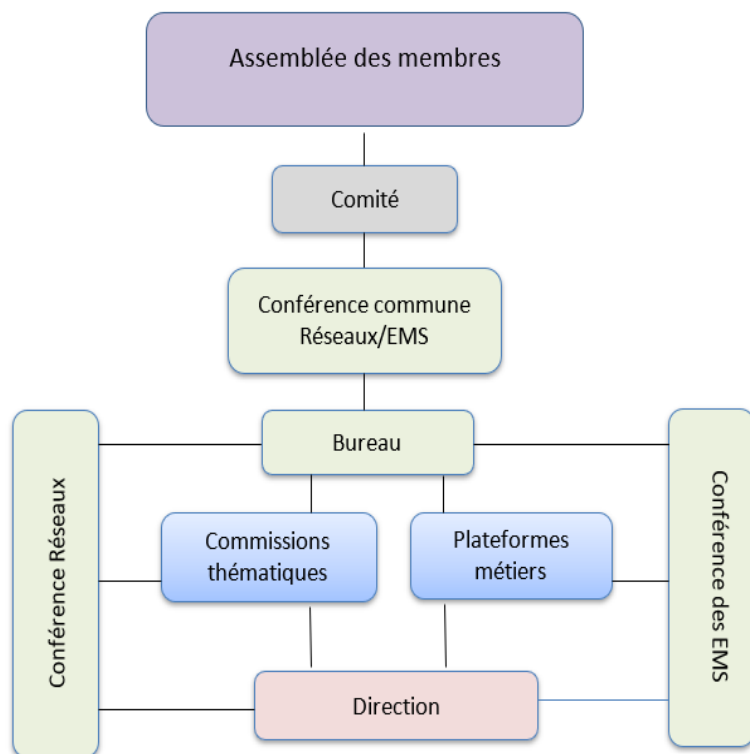 Assemblée des membres
Comité
Conférence commune
Réseaux/EMS
Bureau
Conférence Réseaux
Commissions
thématiques
Plateformes
métiers
Conférence des EMS
Direction